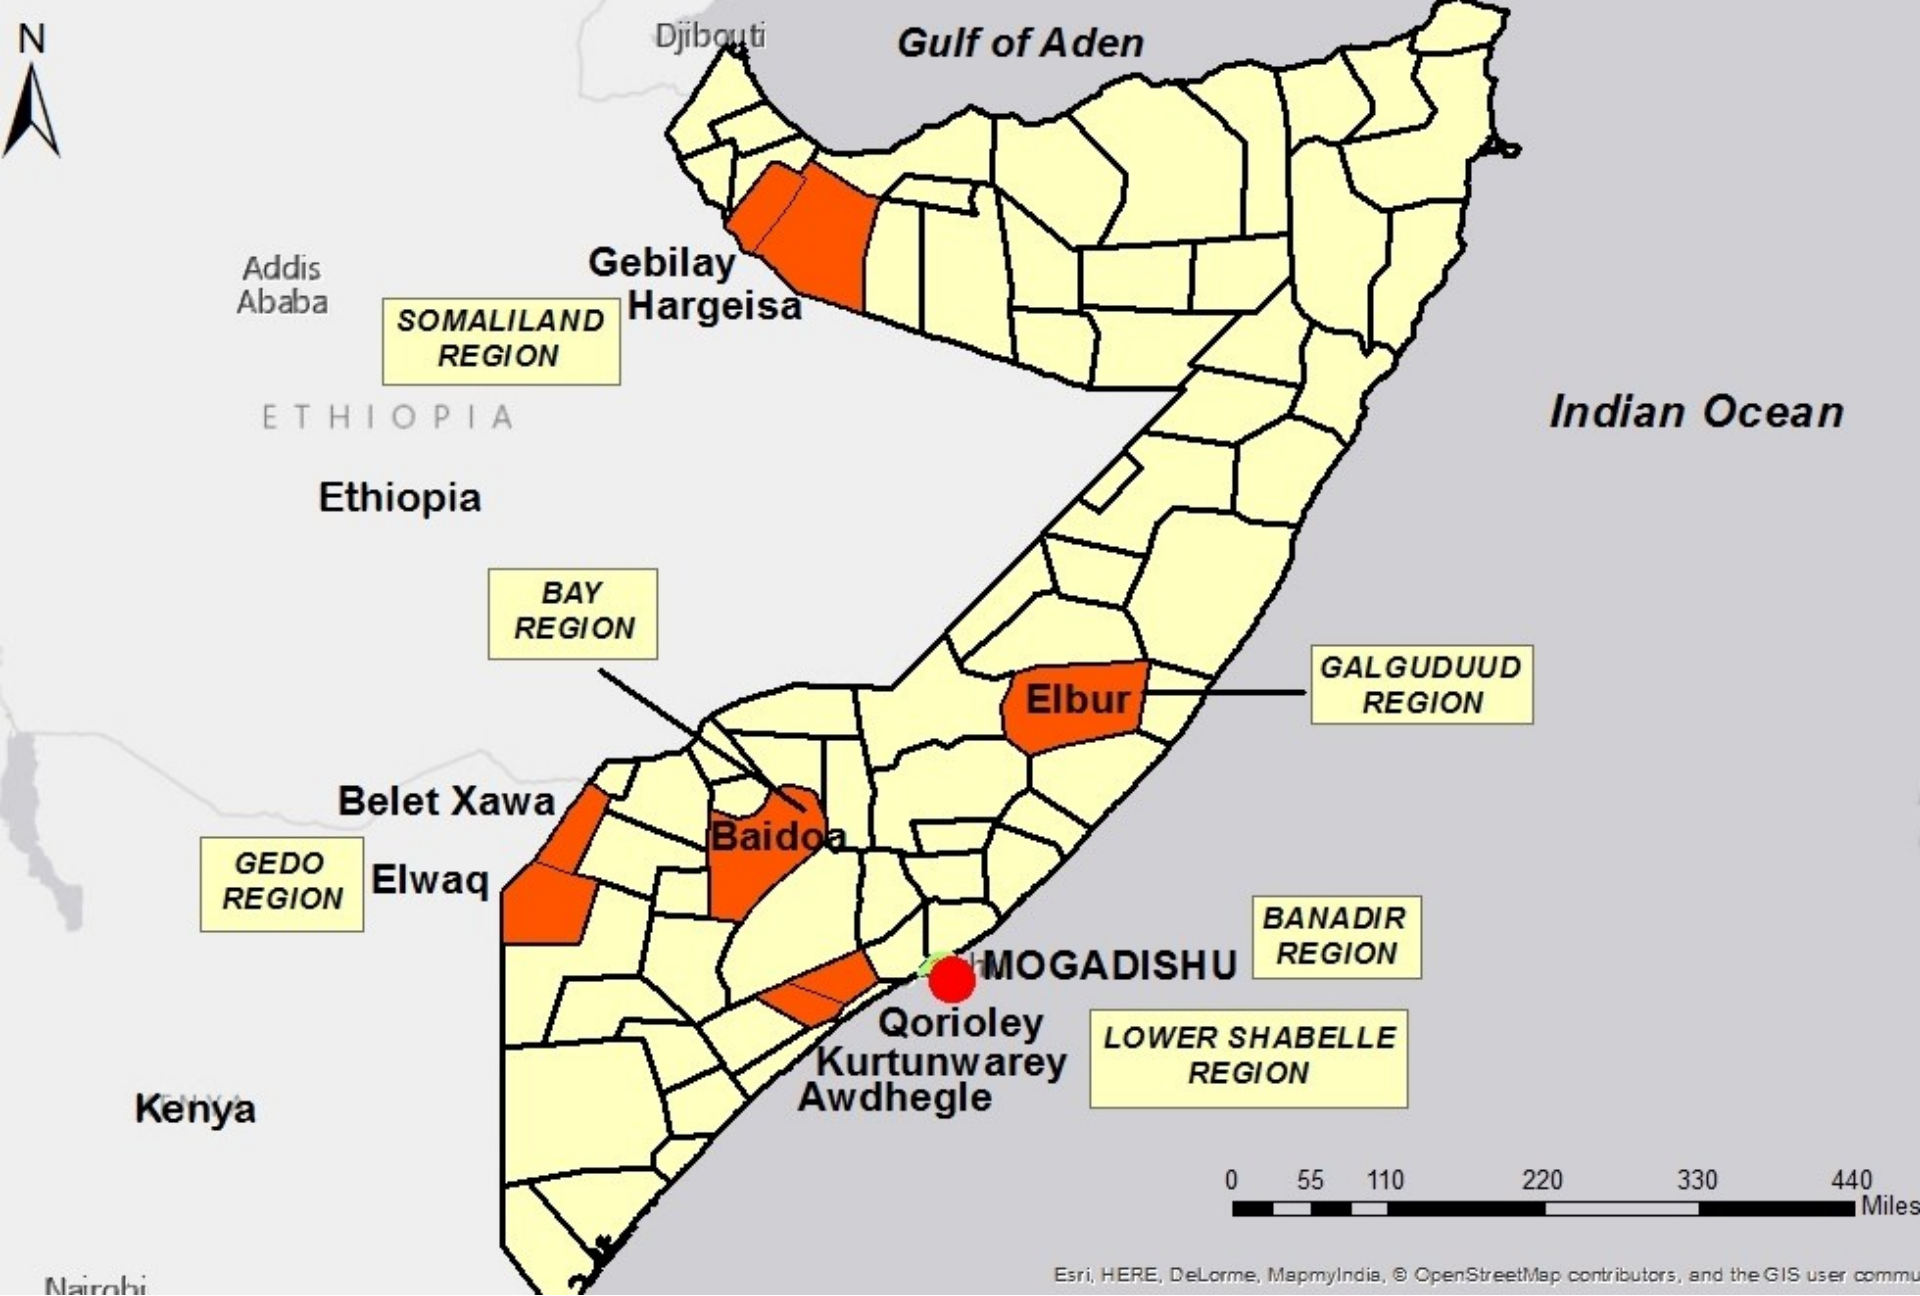 N
Djibouti
Gulf of Aden
Addis
Ababa
Gebilay
Hargeisa
SOMALILAND
REGION
ETHIOPIA
Indian Ocean
Ethiopia
BAY
REGION
GALGUDUUD
REGION
Elbur
Belet Xawa
Baidoa
GEDO
REGION
Elwaq
BANADIR
REGION
MOGADISHU
Qorioley
Kurtunwarey
Awdhegle
LOWER SHABELLE
REGION
Kenya
0 55 110 220 330 440
Miles
Esri, HERE, DeLorme, MapmyIndia, © OpenStreetMap contributors, and the GIS user commu
Nairobi